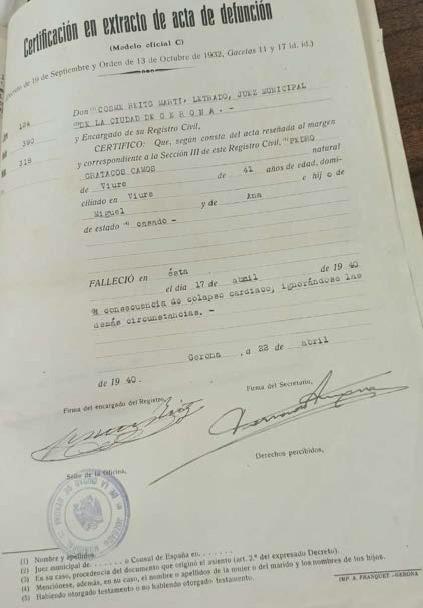 Certificación en extracto de acta de defunción
(Modelo oficial C)
de 19 de Septiembre y Orden de 13 de Octubre de 1932, Gacetas 11 y 17 id. id.)
390
318
Don COSME REITO MARTI, LETRADO, JUEZ MUNICIPAL
DE LA CIUDAD DE G E R O N A . -
y Encargado de su Registro Civil,
CERTIFICO: Que, según consta del acta reseñada al margen
y correspondiente a la Sección III de este Registro Civil, PEDRO
GRATACOS CAMOS natural
de Viure de 41 años de edad, domi-
ciliado en Viure e hijo de
Miguel y de Ana
de estado casado -
FALLECIÓ en ésta
el día 17 de abril de 19 40
a consecuencia de colapso cardiaco, ignorándose las
demás circunstancias. -
Gerona , a 22 de abril
de 19 40.
Firma del encargado del Registro, Firma del Secretario,
Sello de la Oficina, Derechos percibidos,
(1) Nombre y apellidos.
(2) Juez municipal de . . . . . . . o Consul de España en. . . . . . .
(3) En su caso, procedencia del documento que originó el asiento (art. 2.º del expresado Decreto).
(4) Menciónese, además, en su caso, el nombre o apellidos de la mujer o del marido y los nombres de los hijos.
(5) Habiendo otorgado testamento o no habiendo otorgado testamento.
IMP. A. FRANQUET.-GERONA